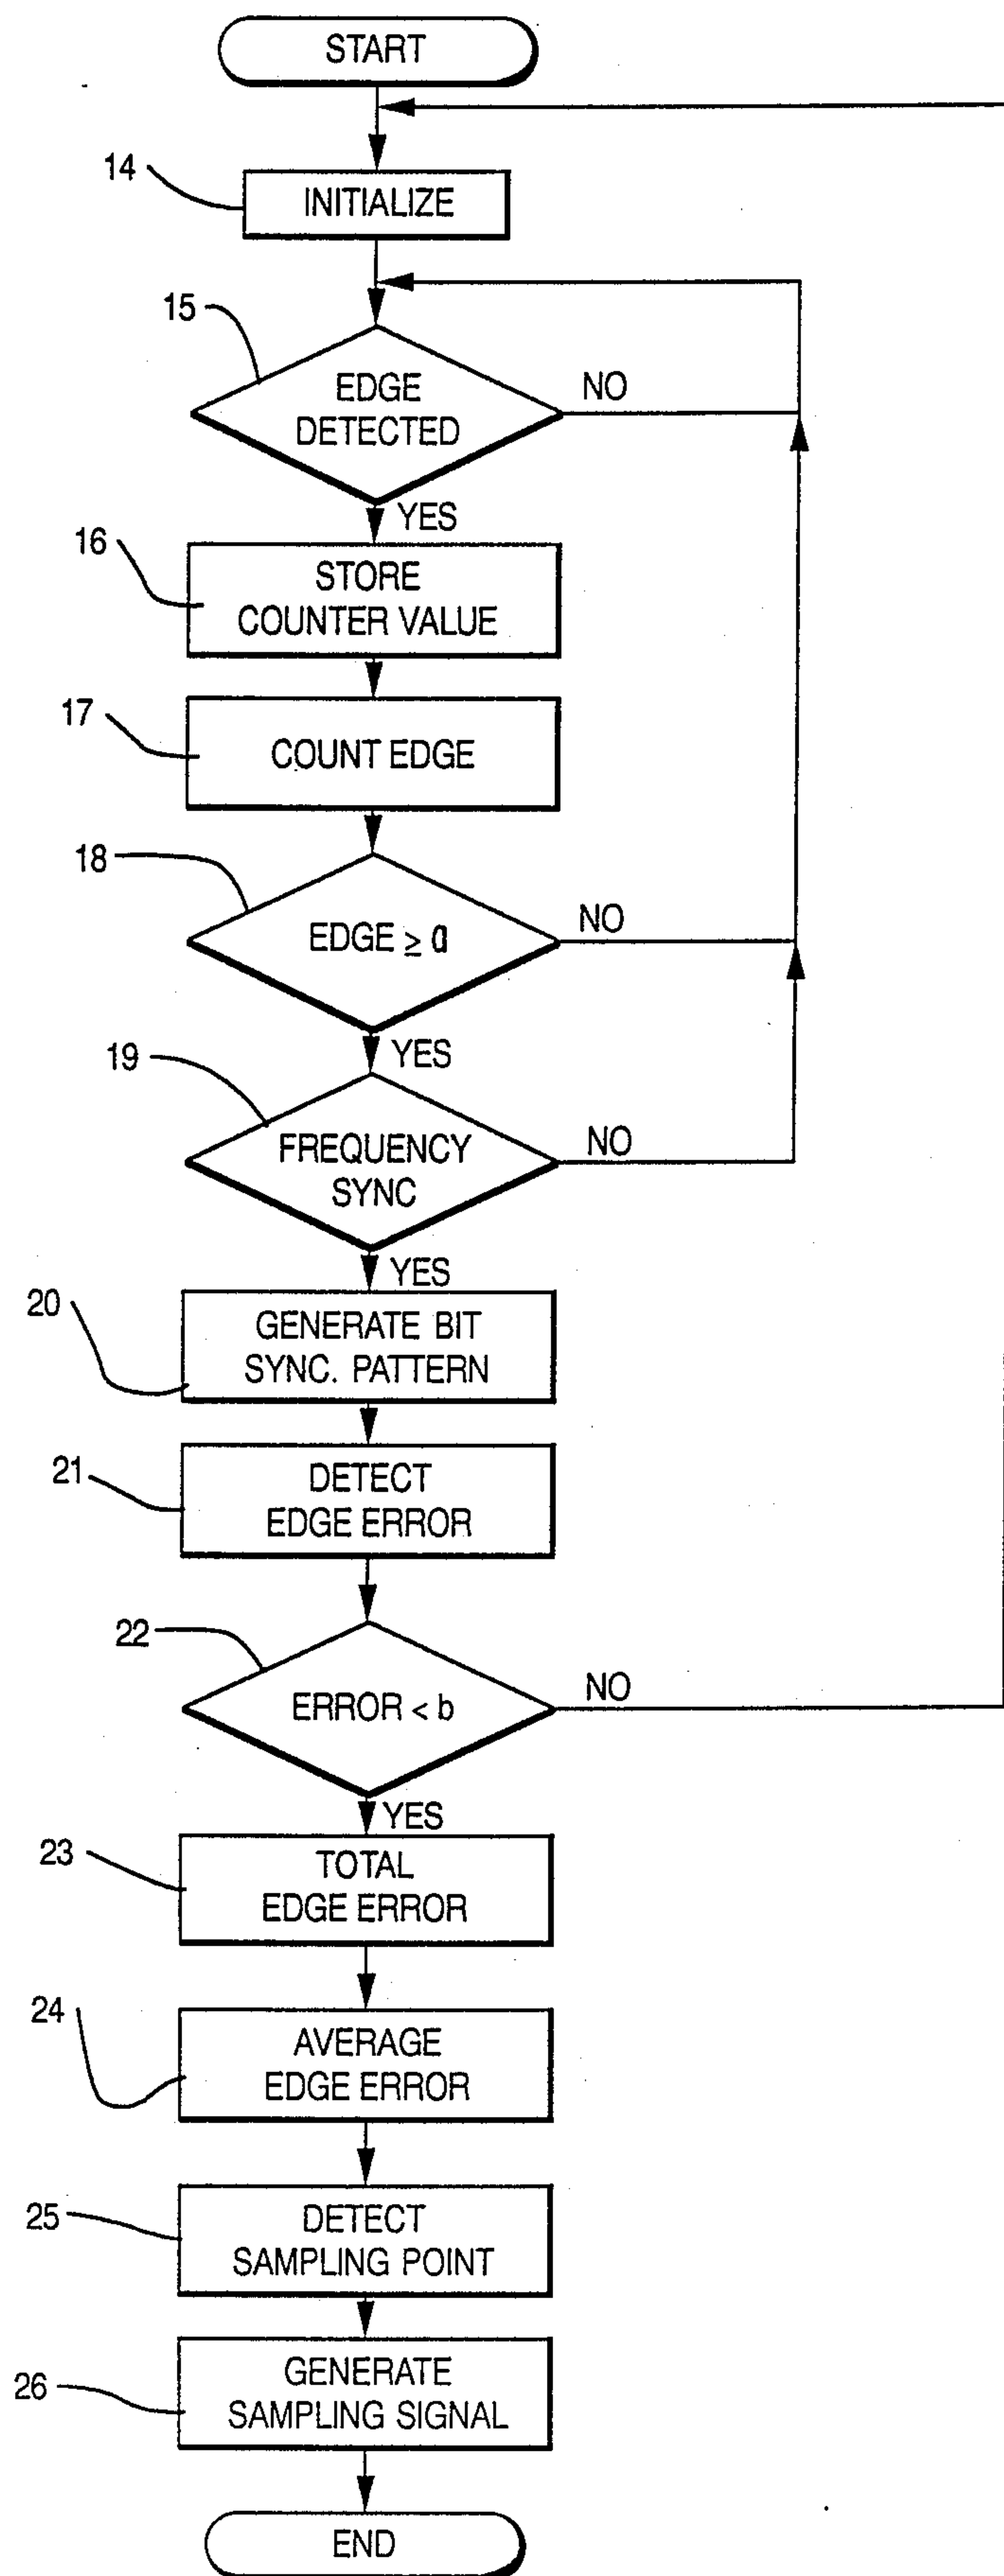 START
14
INITIALIZE
15
EDGE
DETECTED
NO
YES
16
STORE
COUNTER VALUE
17
COUNT EDGE
18
EDGE ≥ a
NO
YES
19
FREQUENCY
SYNC
NO
YES
20
GENERATE BIT
SYNC. PATTERN
21
DETECT
EDGE ERROR
22
ERROR < b
NO
YES
23
TOTAL
EDGE ERROR
24
AVERAGE
EDGE ERROR
25
DETECT
SAMPLING POINT
26
GENERATE
SAMPLING SIGNAL
END